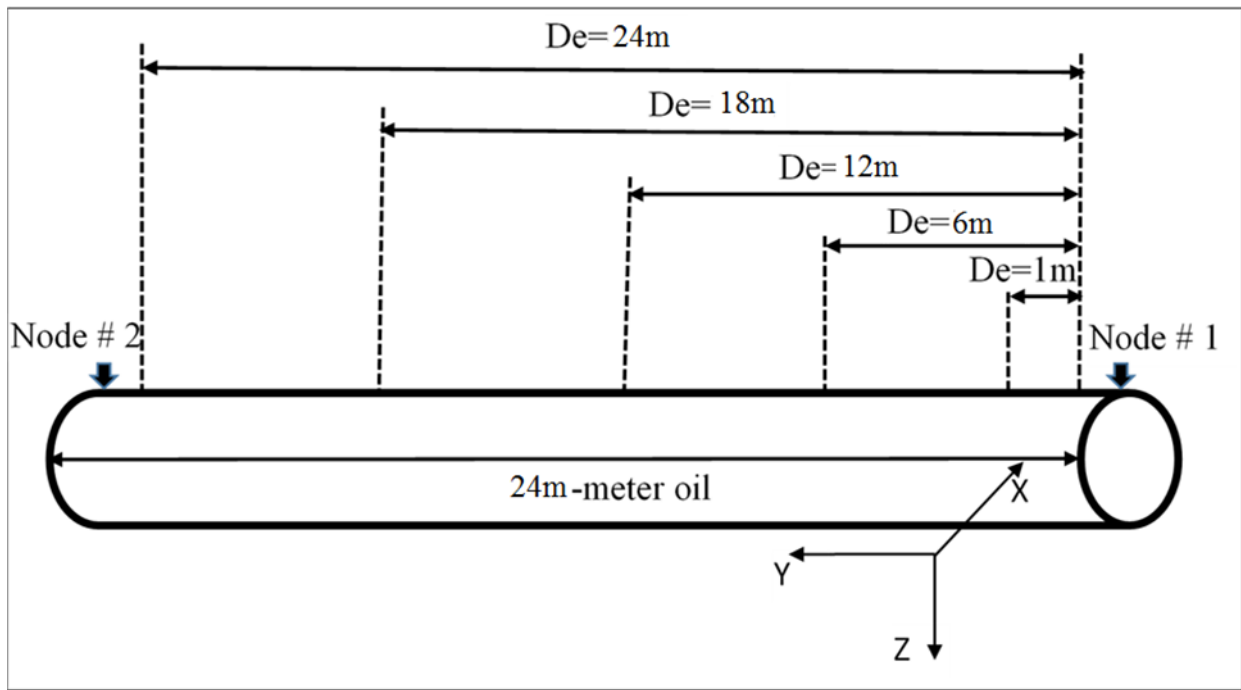 De=24m
De= 18m
De=12m
De=6m
De=1m
Node # 2
Node # 1
24m-meter oil
X
Y
Z